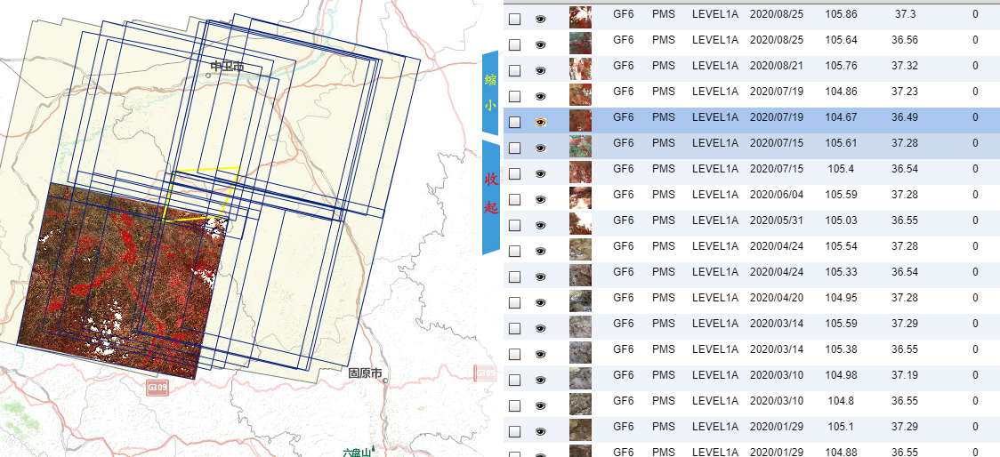 中卫市
G309
固原市
G309
六盘山
缩
小
收
起
GF6 PMS LEVEL1A 2020/08/25 105.86 37.3 0
GF6 PMS LEVEL1A 2020/08/25 105.64 36.56 0
GF6 PMS LEVEL1A 2020/08/21 105.76 37.32 0
GF6 PMS LEVEL1A 2020/07/19 104.86 37.23 0
GF6 PMS LEVEL1A 2020/07/19 104.67 36.49 0
GF6 PMS LEVEL1A 2020/07/15 105.61 37.28 0
GF6 PMS LEVEL1A 2020/07/15 105.4 36.54 0
GF6 PMS LEVEL1A 2020/06/04 105.59 37.28 0
GF6 PMS LEVEL1A 2020/05/31 105.03 36.55 0
GF6 PMS LEVEL1A 2020/04/24 105.54 37.28 0
GF6 PMS LEVEL1A 2020/04/24 105.33 36.54 0
GF6 PMS LEVEL1A 2020/04/20 104.95 37.28 0
GF6 PMS LEVEL1A 2020/03/14 105.59 37.29 0
GF6 PMS LEVEL1A 2020/03/14 105.38 36.55 0
GF6 PMS LEVEL1A 2020/03/10 104.98 37.19 0
GF6 PMS LEVEL1A 2020/03/10 104.8 36.55 0
GF6 PMS LEVEL1A 2020/01/29 105.1 37.29 0
GF6 PMS LEVEL1A 2020/01/29 104.88 36.55 0